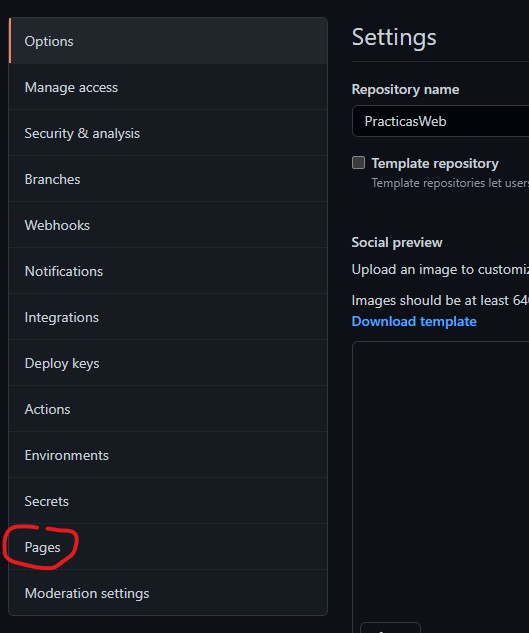 Options
Manage access
Security & analysis
Branches
Webhooks
Notifications
Integrations
Deploy keys
Actions
Environments
Secrets
Pages
Moderation settings
Settings
Repository name
PracticasWeb
Template repository
Template repositories let users
Social preview
Upload an image to customiz
Images should be at least 640
Download template